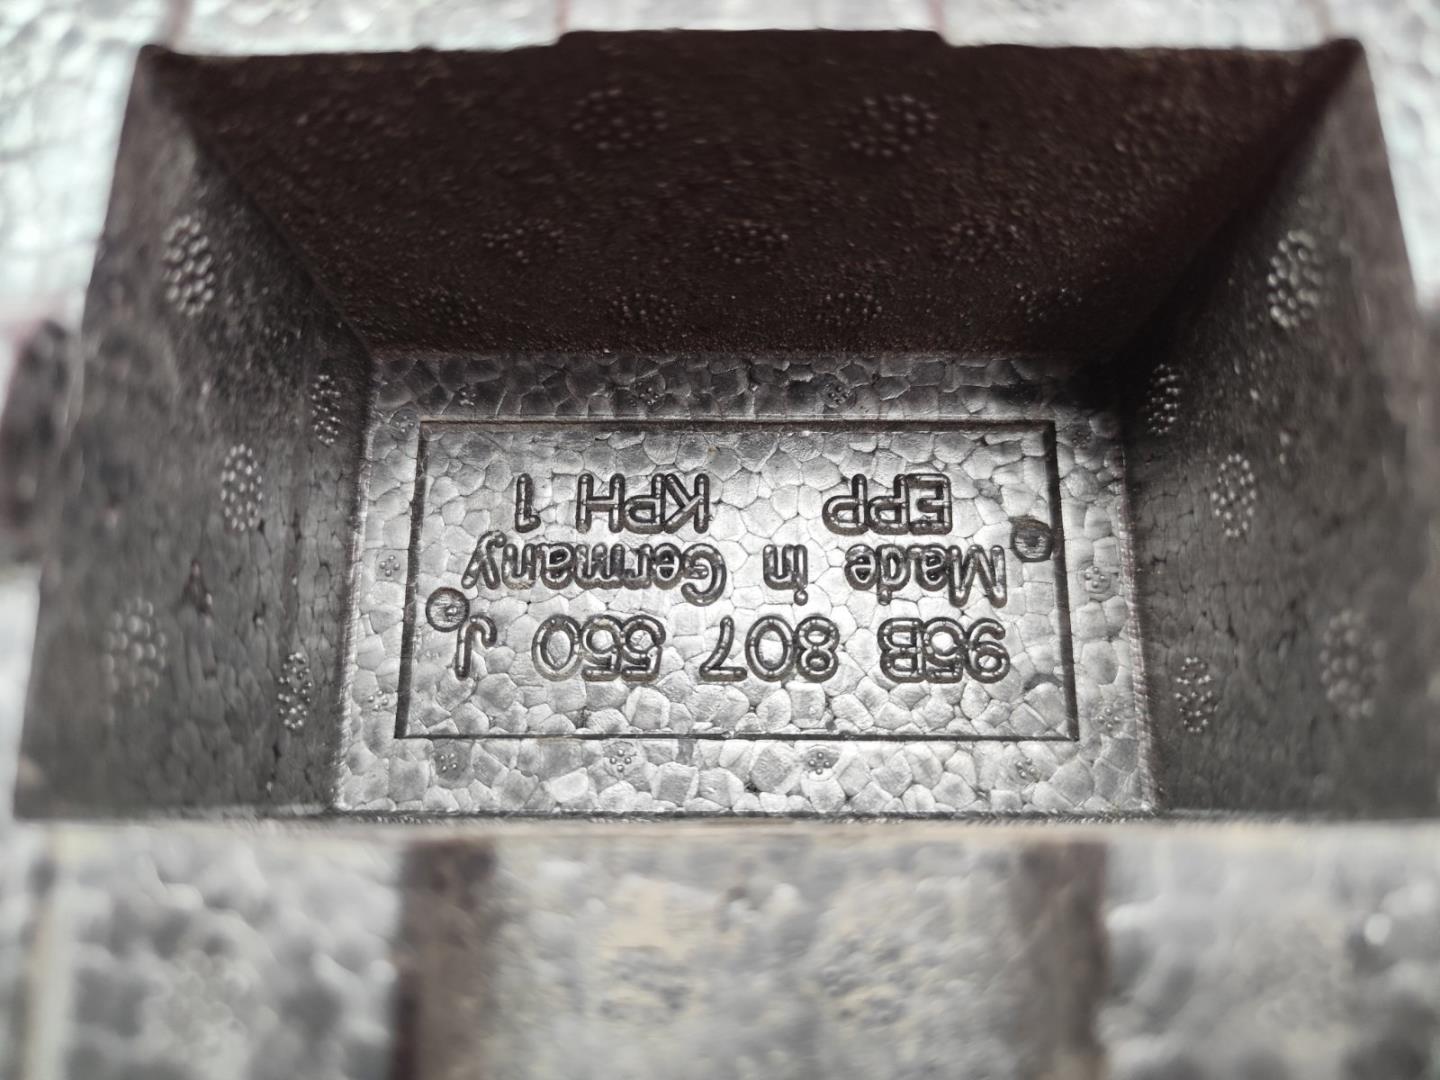 95B 807 550 J
Made in Germany
EPP KPH 1